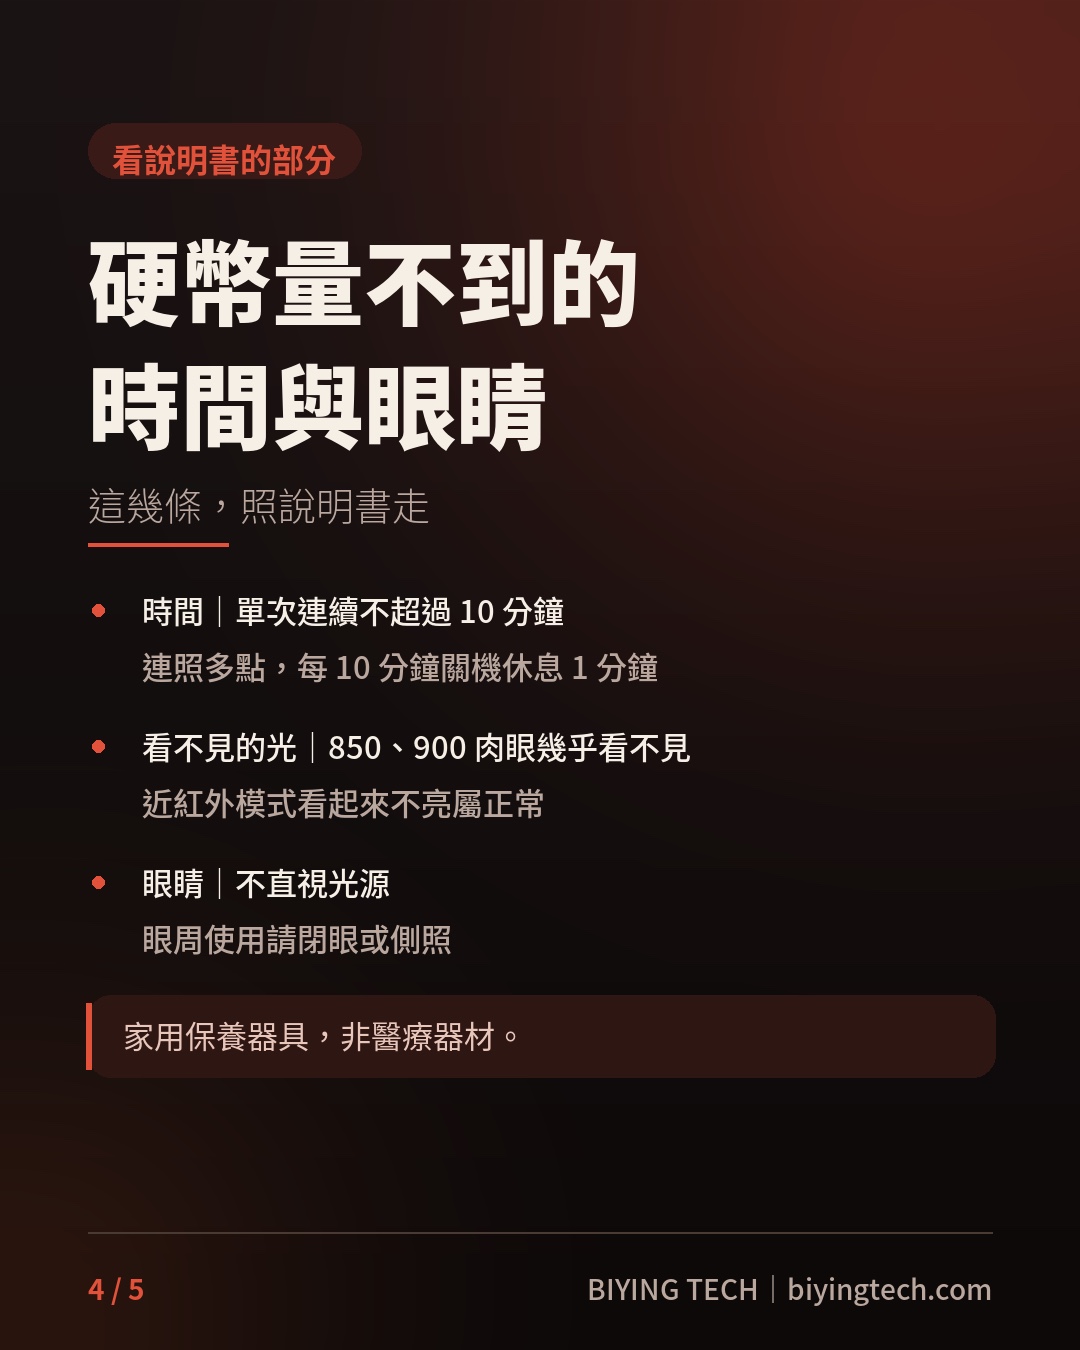 看說明書的部分
硬幣量不到的
時間與眼睛
這幾條，照說明書走
時間｜單次連續不超過 10 分鐘
連照多點，每 10 分鐘關機休息 1 分鐘
看不見的光｜850、900 肉眼幾乎看不見
近紅外模式看起來不亮屬正常
眼睛｜不直視光源
眼周使用請閉眼或側照
家用保養器具，非醫療器材。
4 / 5
BIYING TECH｜biyingtech.com